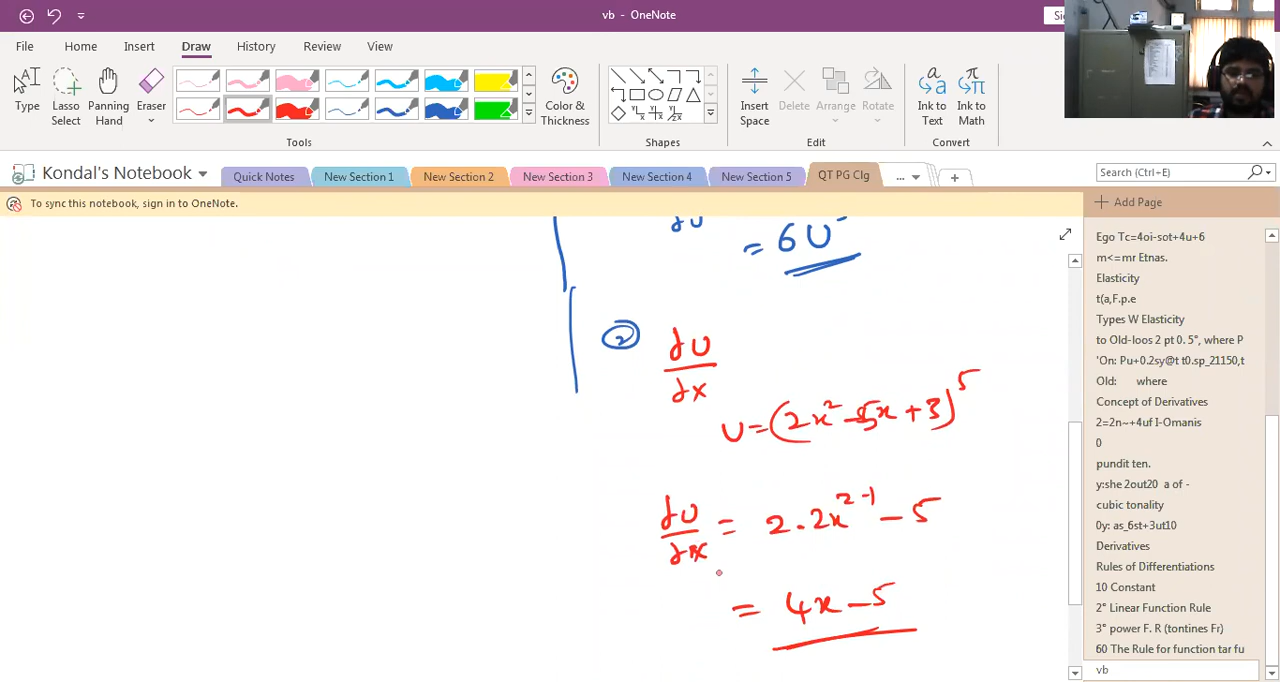 vb - OneNote
File Home Insert Draw History Review View
Type
Lasso Select
Panning Hand
Eraser
Color & Thickness
Insert Space
Delete
Arrange
Rotate
Ink to Text
Ink to Math
Tools
Shapes
Edit
Convert
Kondal's Notebook
Quick Notes
New Section 1
New Section 2
New Section 3
New Section 4
New Section 5
QT PG Clg
...
Search (Ctrl+E)
To sync this notebook, sign in to OneNote.
Add Page
Ego Tc=4oi-sot+4u+6
m<=mr Etnas.
Elasticity
t(a,F.p.e
Types W Elasticity
to Old-loos 2 pt 0. 5°, where P
'On: Pu+0.2sy@t t0.sp_21150,t
Old: where
Concept of Derivatives
2=2n~+4uf I-Omanis
0
pundit ten.
y:she 2out20 a of -
cubic tonality
0y: as_6st+3ut10
Derivatives
Rules of Differentiations
10 Constant
2° Linear Function Rule
3° power F. R (tontines Fr)
60 The Rule for function tar fu
vb
② ∂U/∂x
U=(2x²-5x+3)⁵
∂U/∂x = 2·2x²⁻¹-5
= 4x-5